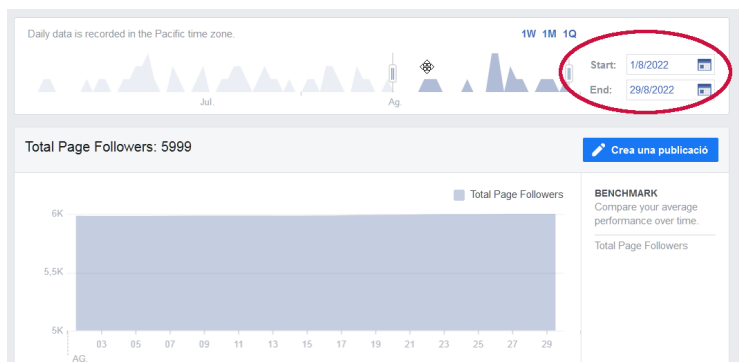 Daily data is recorded in the Pacific time zone.
1W 1M 1Q
Start: 1/8/2022
End: 29/8/2022
Jul.
Ag.
Total Page Followers: 5999
Crea una publicació
Total Page Followers
BENCHMARK
Compare your average
performance over time.
Total Page Followers
6K
5,5K
5K
03 05 07 09 11 13 15 17 19 21 23 25 27 29
AG.